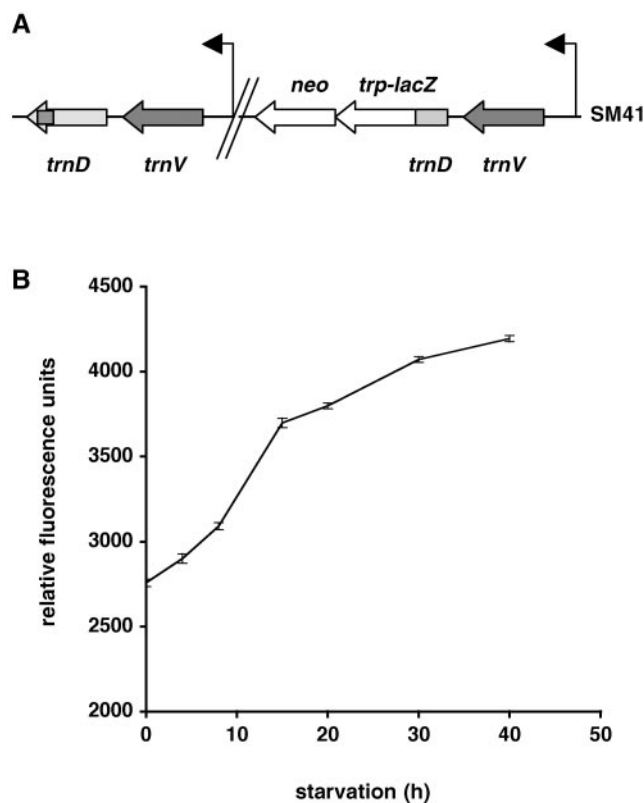 A
neo trp-lacZ
SM41
trnD trnV trnD trnV
B
4500
4000
3500
3000
2500
2000
relative fluorescence units
0 10 20 30 40 50
starvation (h)